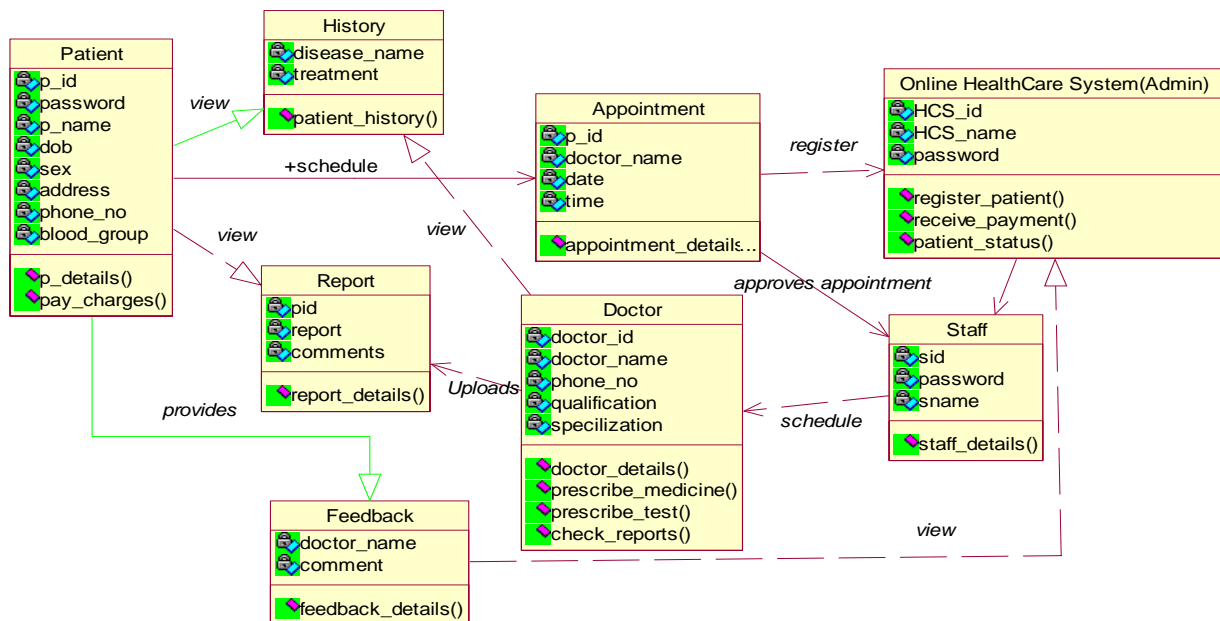 Patient
p_id
password
p_name
dob
sex
address
phone_no
blood_group
p_details()
pay_charges()
view
History
disease_name
treatment
patient_history()
+schedule
view
view
Report
pid
report
comments
report_details()
Uploads
provides
Feedback
doctor_name
comment
feedback_details()
Appointment
p_id
doctor_name
date
time
appointment_details...
register
approves appointment
Doctor
doctor_id
doctor_name
phone_no
qualification
specilization
doctor_details()
prescribe_medicine()
prescribe_test()
check_reports()
Online HealthCare System(Admin)
HCS_id
HCS_name
password
register_patient()
receive_payment()
patient_status()
Staff
sid
password
sname
staff_details()
schedule
view